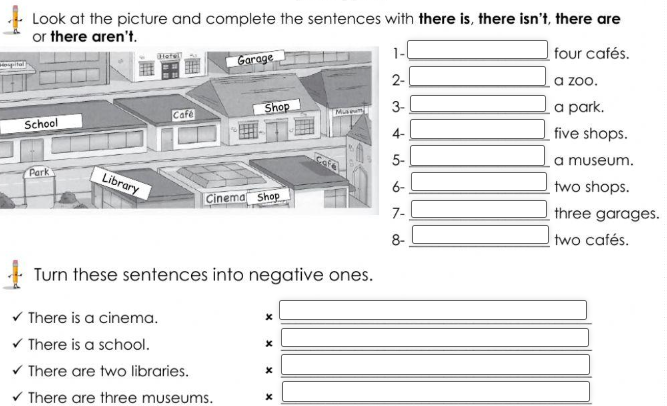 Look at the picture and complete the sentences with there is, there isn't, there are
or there aren't.
Hospital
Hotel
Garage
School
Café
Shop
Museum
Park
Library
Cinema
Shop
Café
1- four cafés.
2- a zoo.
3- a park.
4- five shops.
5- a museum.
6- two shops.
7- three garages.
8- two cafés.
Turn these sentences into negative ones.
✓ There is a cinema. ×
✓ There is a school. ×
✓ There are two libraries. ×
✓ There are three museums. ×